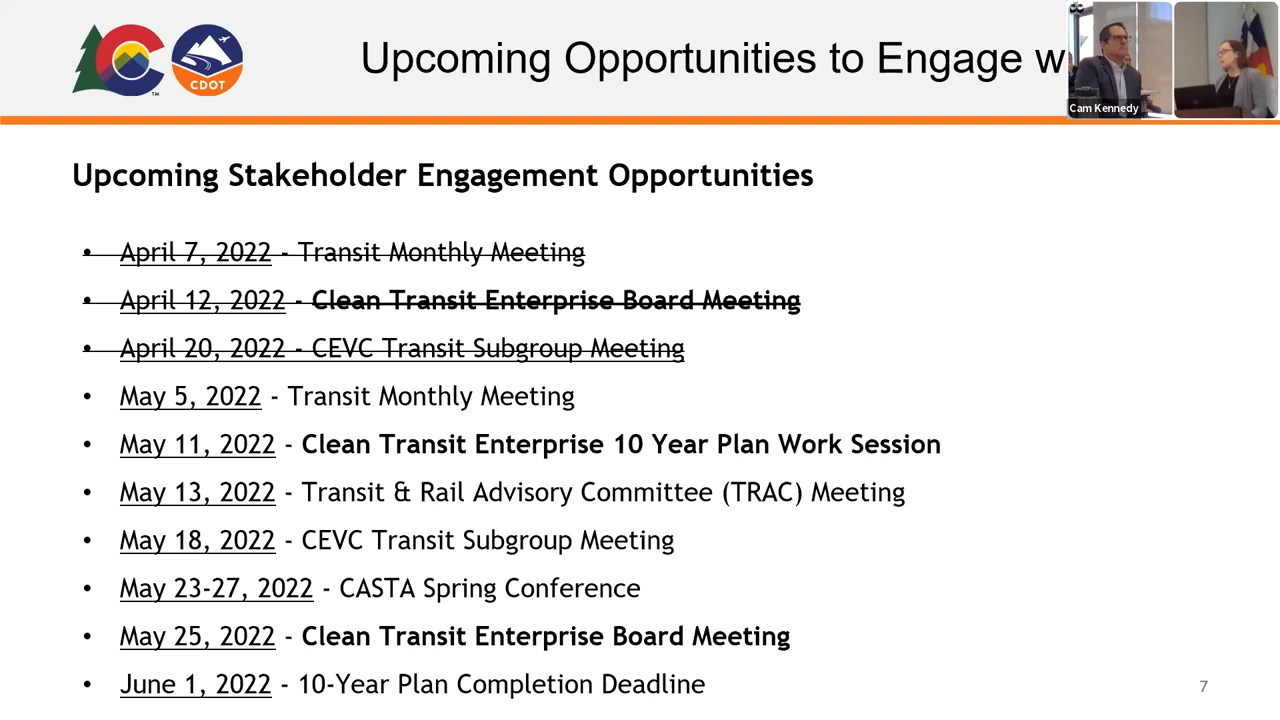 Upcoming Opportunities to Engage w
CDOT
TM
Cam Kennedy
Upcoming Stakeholder Engagement Opportunities
• April 7, 2022 - Transit Monthly Meeting
• April 12, 2022 - Clean Transit Enterprise Board Meeting
• April 20, 2022 - CEVC Transit Subgroup Meeting
• May 5, 2022 - Transit Monthly Meeting
• May 11, 2022 - Clean Transit Enterprise 10 Year Plan Work Session
• May 13, 2022 - Transit & Rail Advisory Committee (TRAC) Meeting
• May 18, 2022 - CEVC Transit Subgroup Meeting
• May 23-27, 2022 - CASTA Spring Conference
• May 25, 2022 - Clean Transit Enterprise Board Meeting
• June 1, 2022 - 10-Year Plan Completion Deadline
7